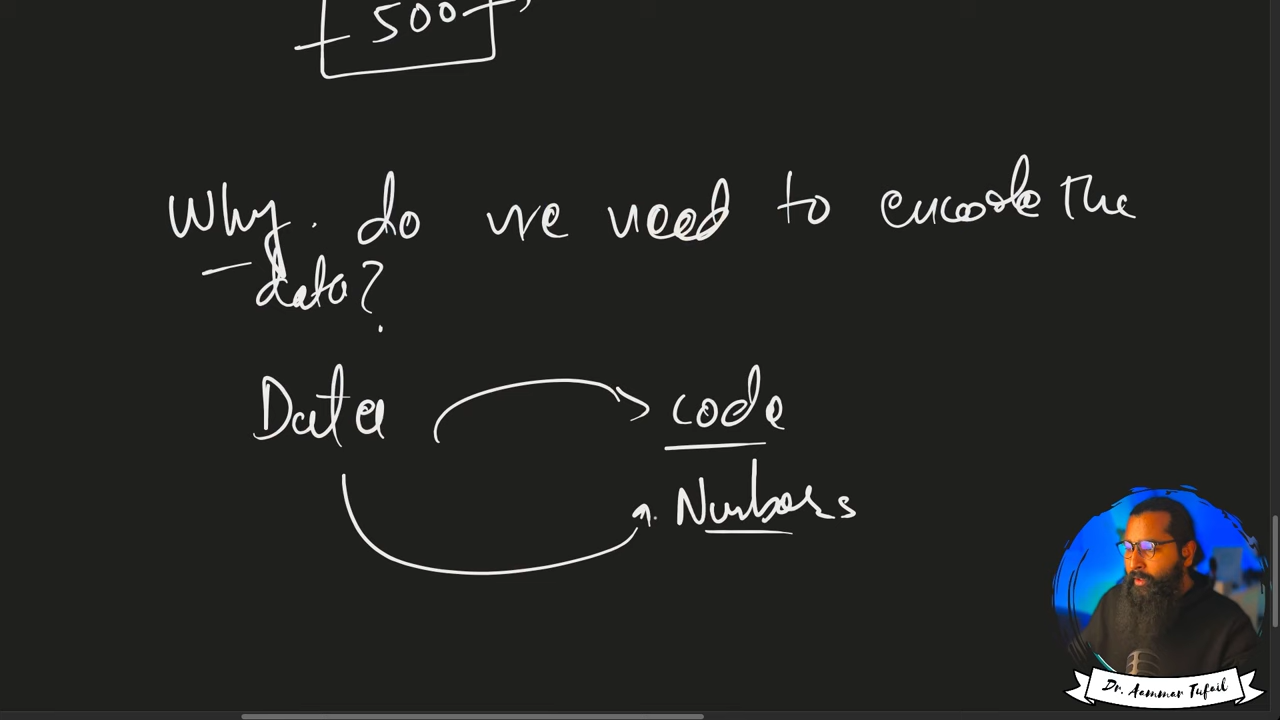 500
Why. do we need to encode the
data?
Data code
Numbers
Dr. Aammar Tufail